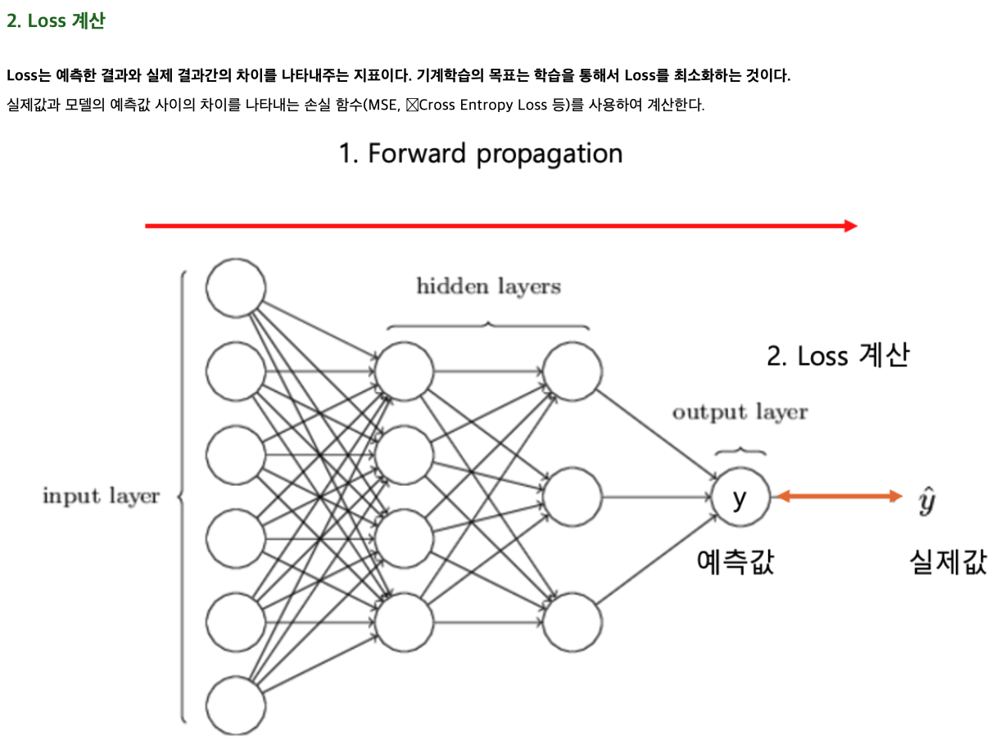 2. Loss 계산
Loss는 예측한 결과와 실제 결과간의 차이를 나타내주는 지표이다. 기계학습의 목표는 학습을 통해서 Loss를 최소화하는 것이다.
실제값과 모델의 예측값 사이의 차이를 나타내는 손실 함수(MSE, Cross Entropy Loss 등)를 사용하여 계산한다.
1. Forward propagation
hidden layers
2. Loss 계산
output layer
input layer
y
ŷ
예측값
실제값